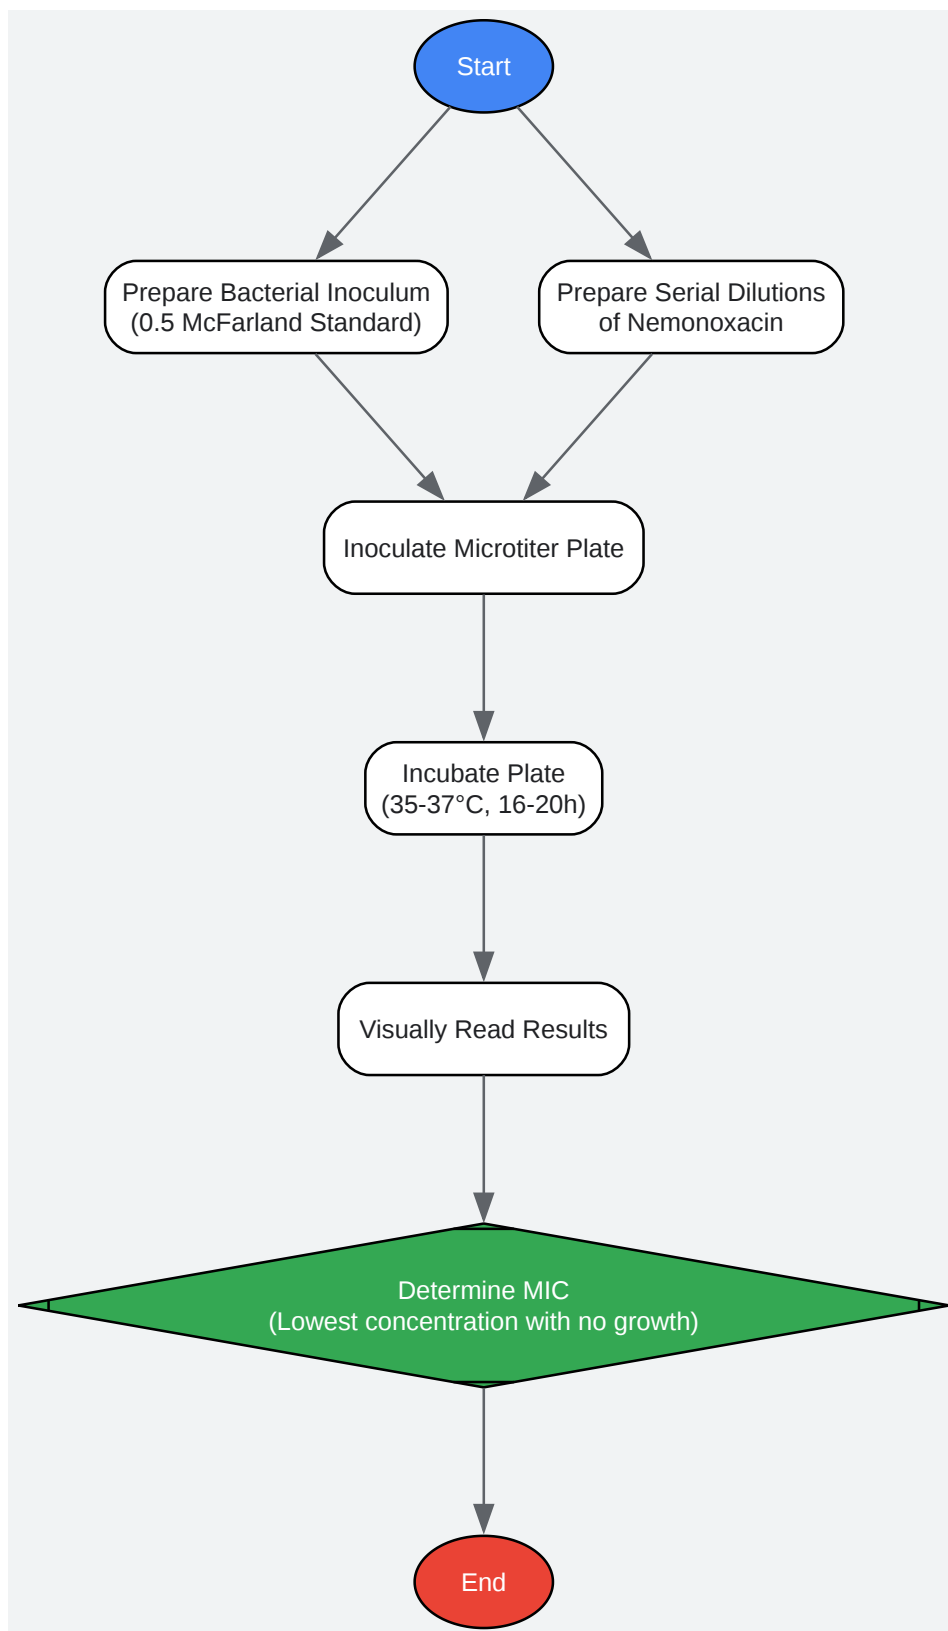 Start
Prepare Bacterial Inoculum
(0.5 McFarland Standard)
Prepare Serial Dilutions
of Nemonoxacin
Inoculate Microtiter Plate
Incubate Plate
(35-37°C, 16-20h)
Visually Read Results
Determine MIC
(Lowest concentration with no growth)
End